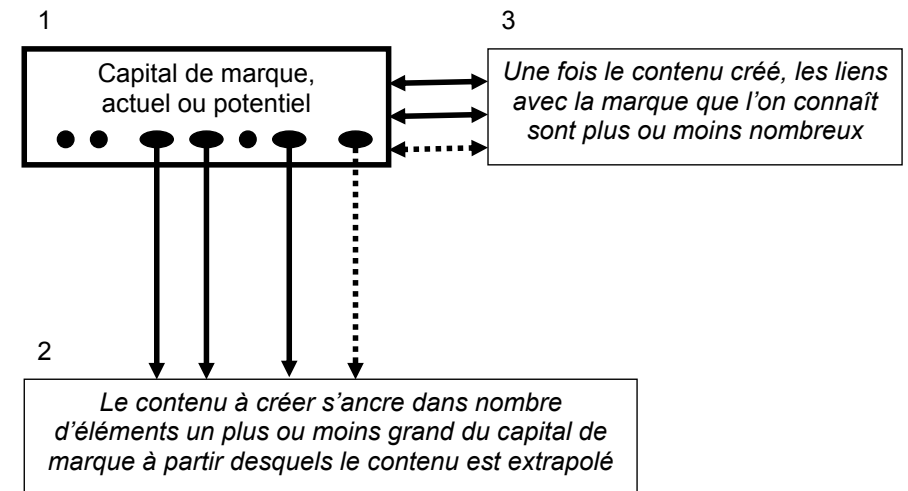 1
Capital de marque,
actuel ou potentiel
3
Une fois le contenu créé, les liens
avec la marque que l’on connaît
sont plus ou moins nombreux
2
Le contenu à créer s’ancre dans nombre
d’éléments un plus ou moins grand du capital de
marque à partir desquels le contenu est extrapolé